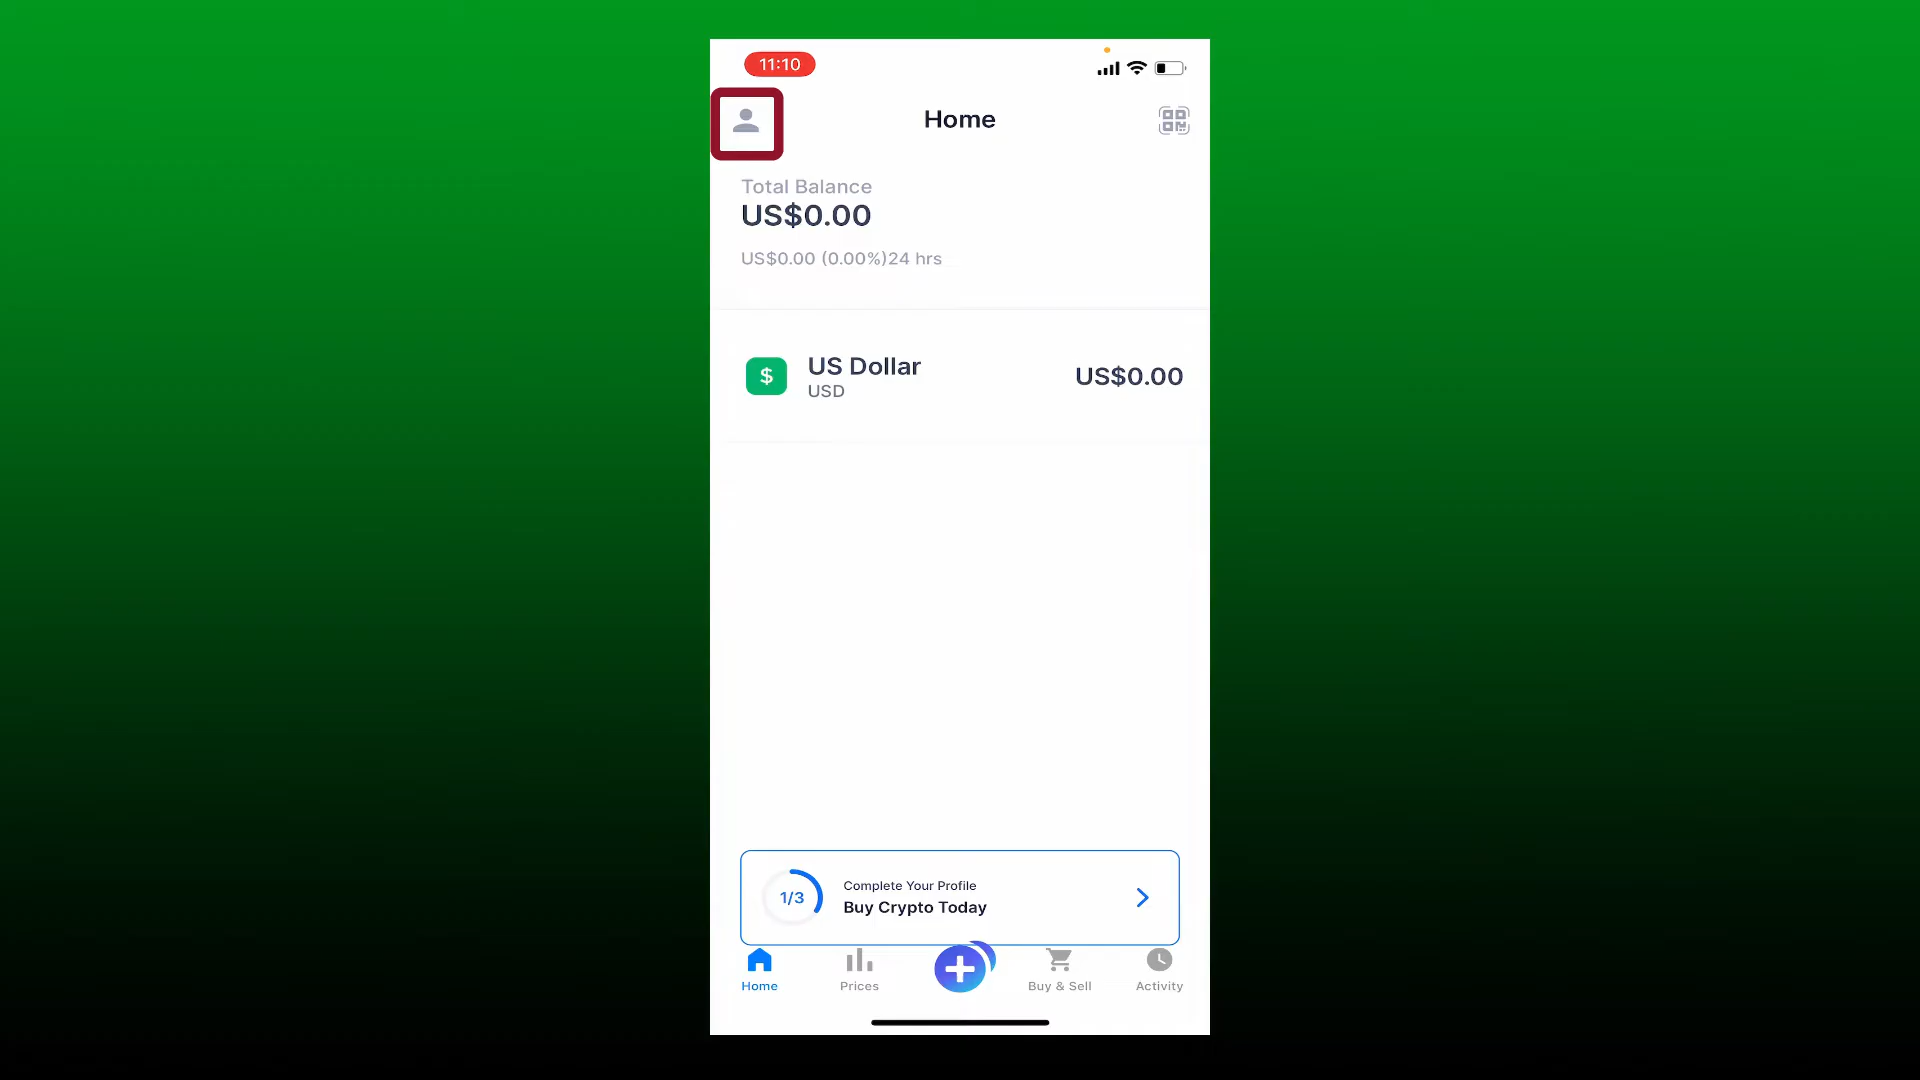 11:10
Home
Total Balance
US$0.00
US$0.00 (0.00%)24 hrs
$
US Dollar
US$0.00
USD
1/3
Complete Your Profile
Buy Crypto Today
Home
Prices
Buy & Sell
Activity